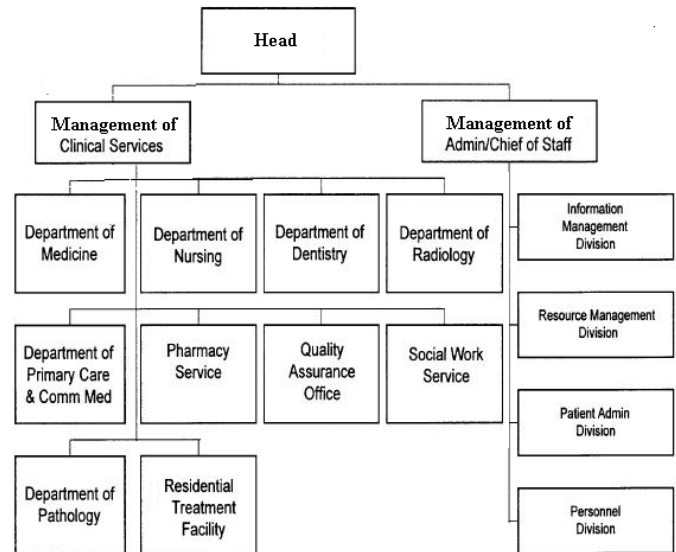 Head
Management of
Clinical Services
Management of
Admin/Chief of Staff
Department of
Medicine
Department of
Nursing
Department of
Dentistry
Department of
Radiology
Information
Management
Division
Department of
Primary Care
& Comm Med
Pharmacy
Service
Quality
Assurance
Office
Social Work
Service
Resource Management
Division
Patient Admin
Division
Department of
Pathology
Residential
Treatment
Facility
Personnel
Division